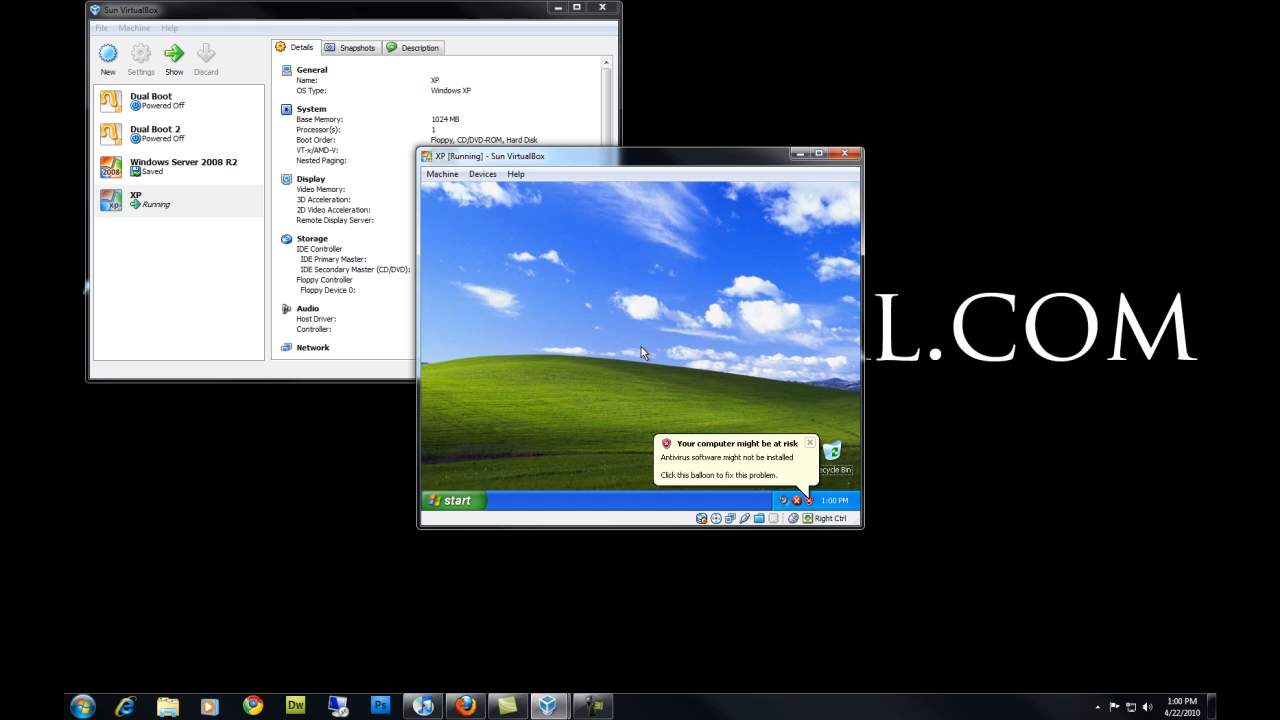 Sun VirtualBox
File Machine Help
New Settings Show Discard
Dual Boot
Powered Off
Dual Boot 2
Powered Off
Windows Server 2008 R2
2008
Saved
XP
xp
Running
Details Snapshots Description
General
Name: XP
OS Type: Windows XP
System
Base Memory: 1024 MB
Processor(s): 1
Boot Order: Floppy, CD/DVD-ROM, Hard Disk
VT-x/AMD-V:
Nested Paging:
Display
Video Memory:
3D Acceleration:
2D Video Acceleration:
Remote Display Server:
Storage
IDE Controller
IDE Primary Master:
IDE Secondary Master (CD/DVD):
Floppy Controller
Floppy Device 0:
Audio
Host Driver:
Controller:
Network
XP [Running] - Sun VirtualBox
Machine Devices Help
Your computer might be at risk
Antivirus software might not be installed
Click this balloon to fix this problem.
ecycle Bin
start
1:00 PM
Right Ctrl
L.COM
Dw
Ps
1:00 PM
4/22/2010